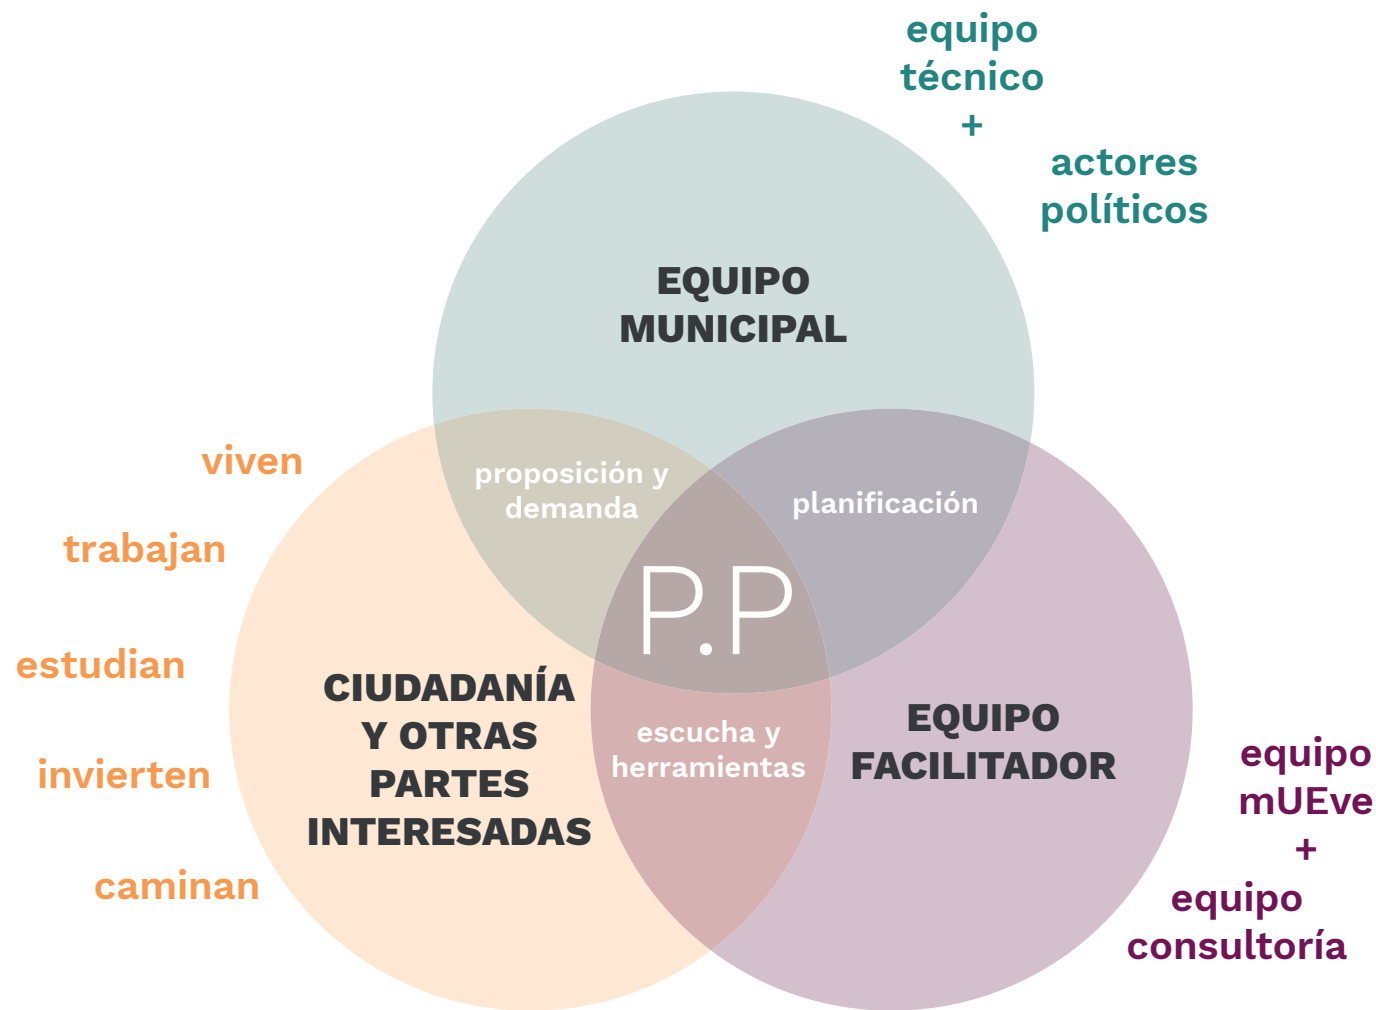 equipo
técnico
+
actores
políticos
EQUIPO
MUNICIPAL
viven
trabajan
estudian
invierten
caminan
proposición y
demanda
planificación
P.P
CIUDADANÍA
Y OTRAS
PARTES
INTERESADAS
escucha y
herramientas
EQUIPO
FACILITADOR
equipo
mUEve
+
equipo
consultoría